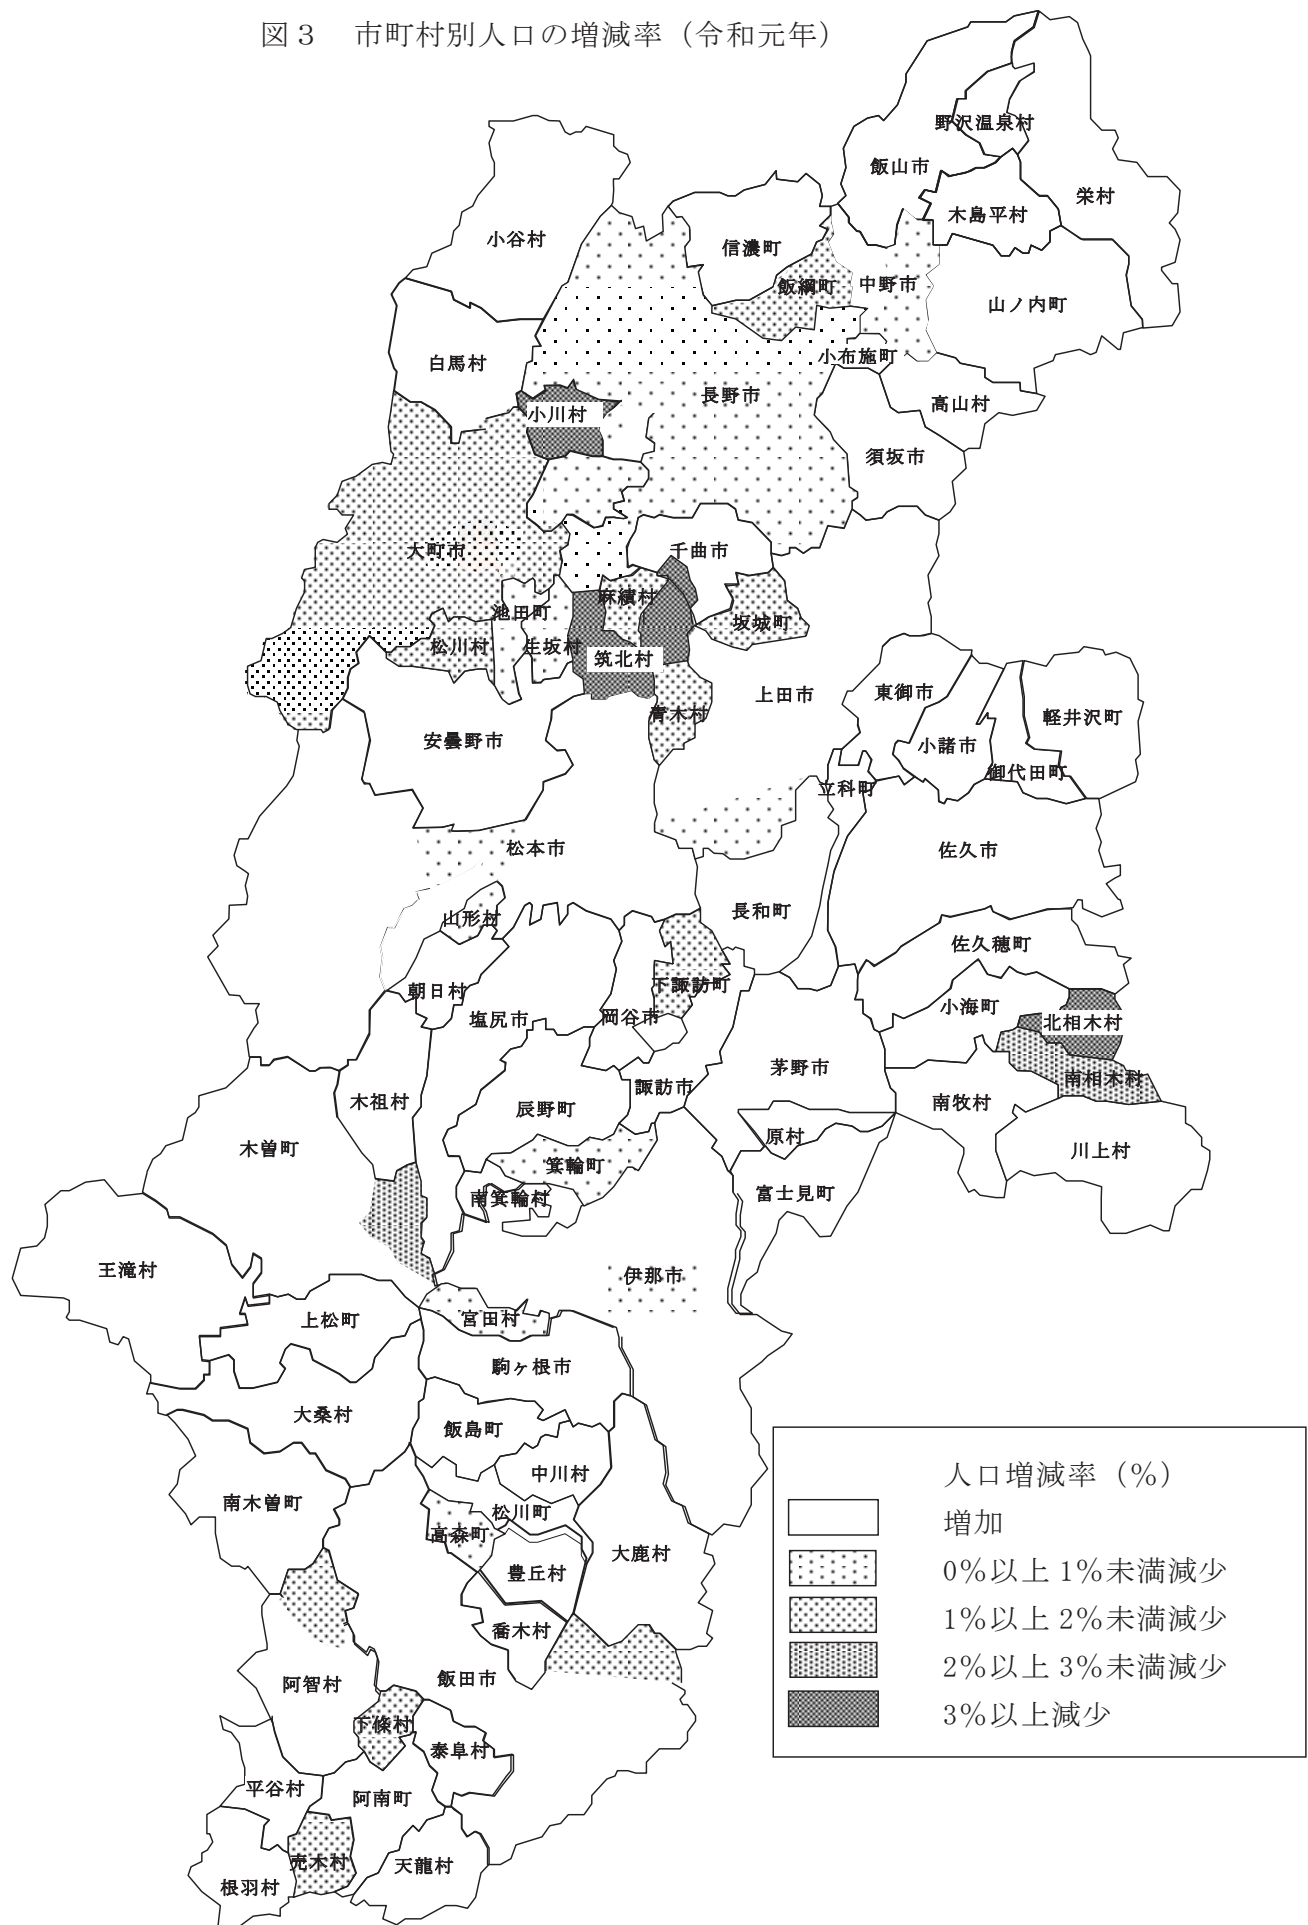 図３　市町村別人口の増減率（令和元年）
野沢温泉村
飯山市
栄村
木島平村
小谷村
信濃町
飯綱町
中野市
山ノ内町
白馬村
小布施町
長野市
高山村
小川村
須坂市
大町市
千曲市
麻績村
池田町
坂城町
松川村
生坂村
筑北村
上田市
東御市
青木村
軽井沢町
安曇野市
小諸市
御代田町
立科町
松本市
佐久市
長和町
山形村
佐久穂町
下諏訪町
朝日村
小海町
塩尻市
岡谷市
北相木村
茅野市
南相木村
諏訪市
木祖村
辰野町
南牧村
原村
木曽町
川上村
箕輪町
富士見町
南箕輪村
王滝村
伊那市
上松町
宮田村
駒ヶ根市
大桑村
飯島町
中川村
南木曽町
松川町
高森町
大鹿村
豊丘村
喬木村
飯田市
阿智村
下條村
泰阜村
平谷村
阿南町
売木村
天龍村
根羽村
人口増減率（%）
増加
0%以上 1%未満減少
1%以上 2%未満減少
2%以上 3%未満減少
3%以上減少